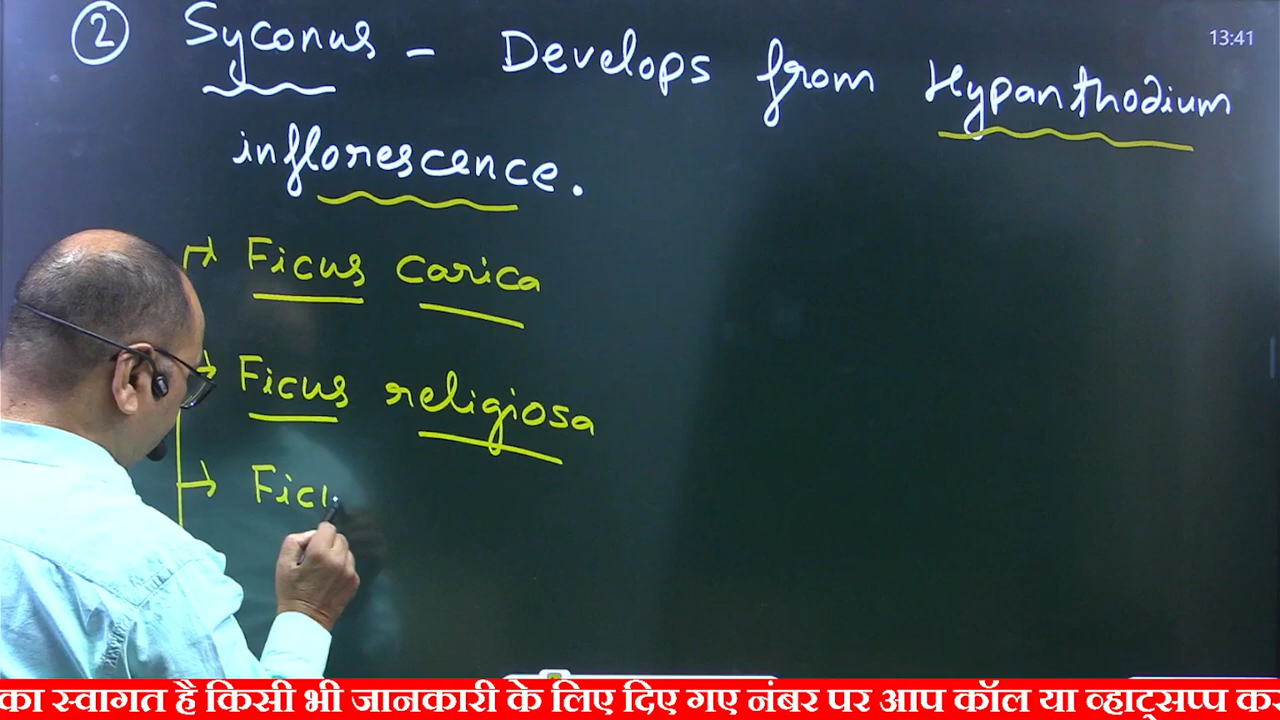 ② Syconus - Develops from Hypanthodium
13:41
inflorescence.
→ Ficus carica
→ Ficus religiosa
→ Ficu
का स्वागत है किसी भी जानकारी के लिए दिए गए नंबर पर आप कॉल या व्हाट्सप्प कर